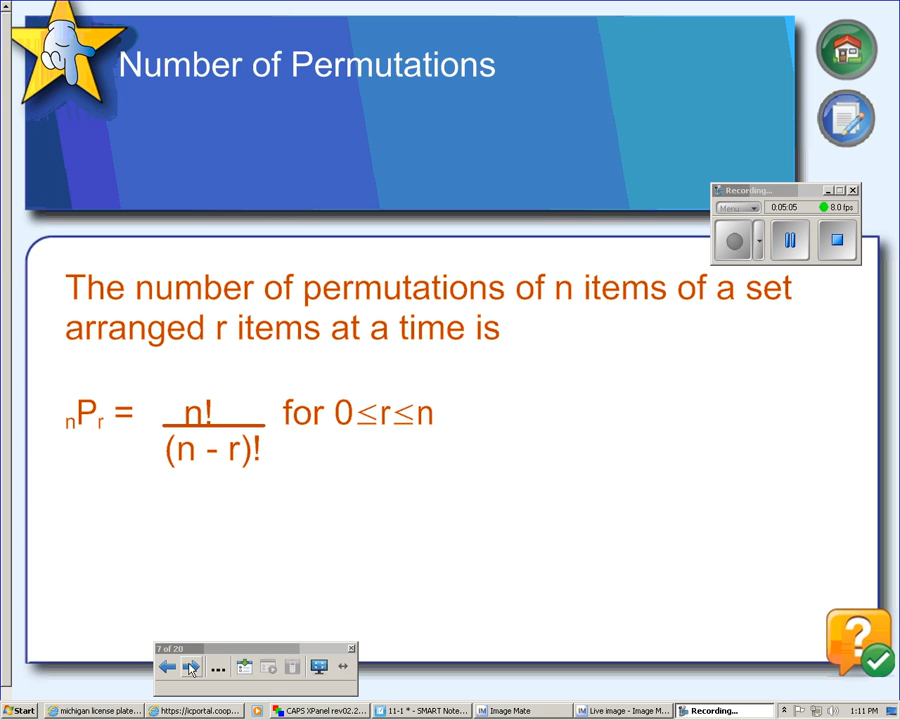 Number of Permutations
Recording...
Menu
0:05:05
8.0 fps
The number of permutations of n items of a set
arranged r items at a time is
nPr = n! for 0≤r≤n
(n - r)!
?
7 of 20
...
Start
michigan license plate...
https://icportal.coop...
CAPS XPanel rev02.2...
11-1 * - SMART Note...
Image Mate
Live image - Image M...
Recording...
1:11 PM